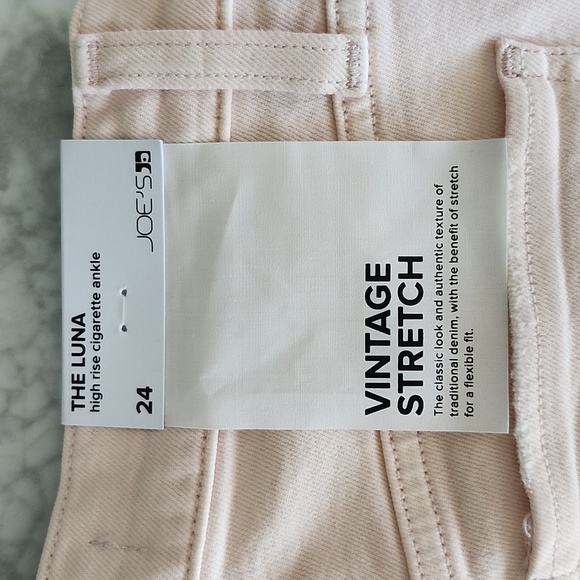 THE LUNA
high rise cigarette ankle
24
JOE'S
VINTAGE
STRETCH
The classic look and authentic texture of
traditional denim, with the benefit of stretch
for a flexible fit.